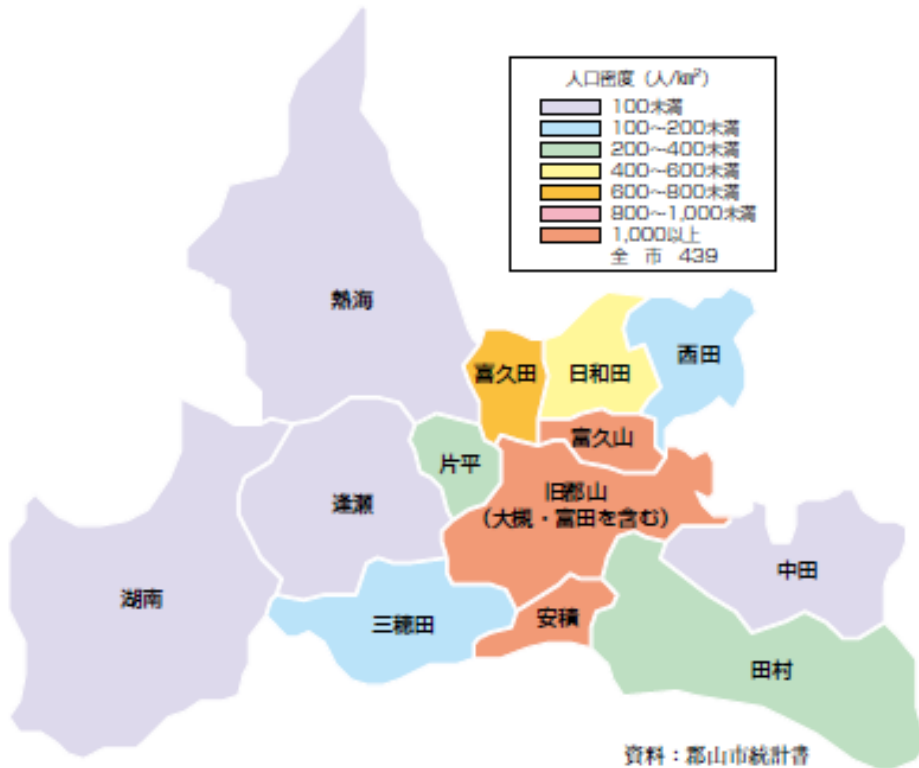 人口密度（人/km²）
100未満
100～200未満
200～400未満
400～600未満
600～800未満
800～1,000未満
1,000以上
全　市　439
熱海
喜久田
日和田
西田
富久山
片平
逢瀬
旧郡山
（大槻・富田を含む）
中田
湖南
三穂田
安積
田村
資料：郡山市統計書